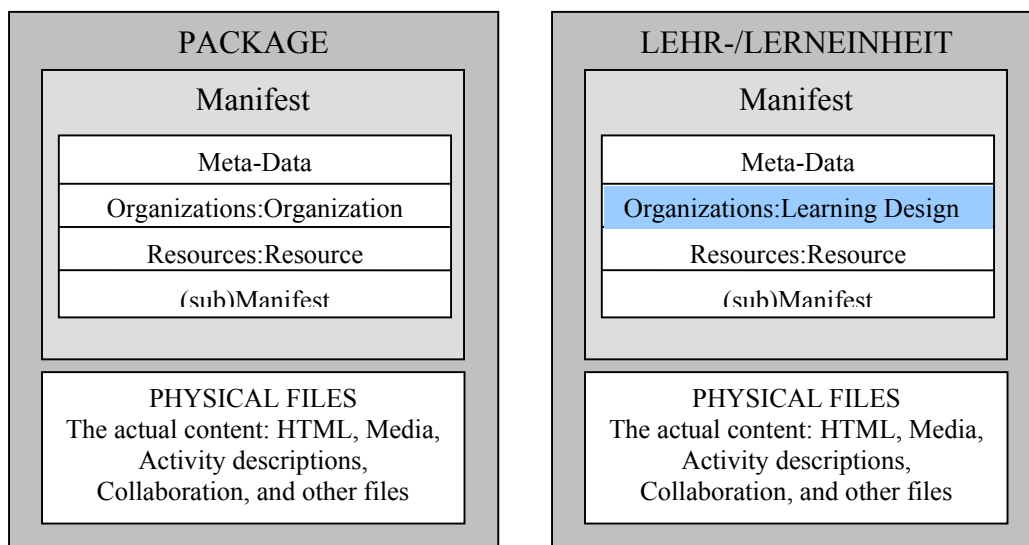 PACKAGE
Manifest
Meta-Data
Organizations:Organization
Resources:Resource
(sub)Manifest
PHYSICAL FILES
The actual content: HTML, Media,
Activity descriptions,
Collaboration, and other files
LEHR-/LERNEINHEIT
Manifest
Meta-Data
Organizations:Learning Design
Resources:Resource
(sub)Manifest
PHYSICAL FILES
The actual content: HTML, Media,
Activity descriptions,
Collaboration, and other files